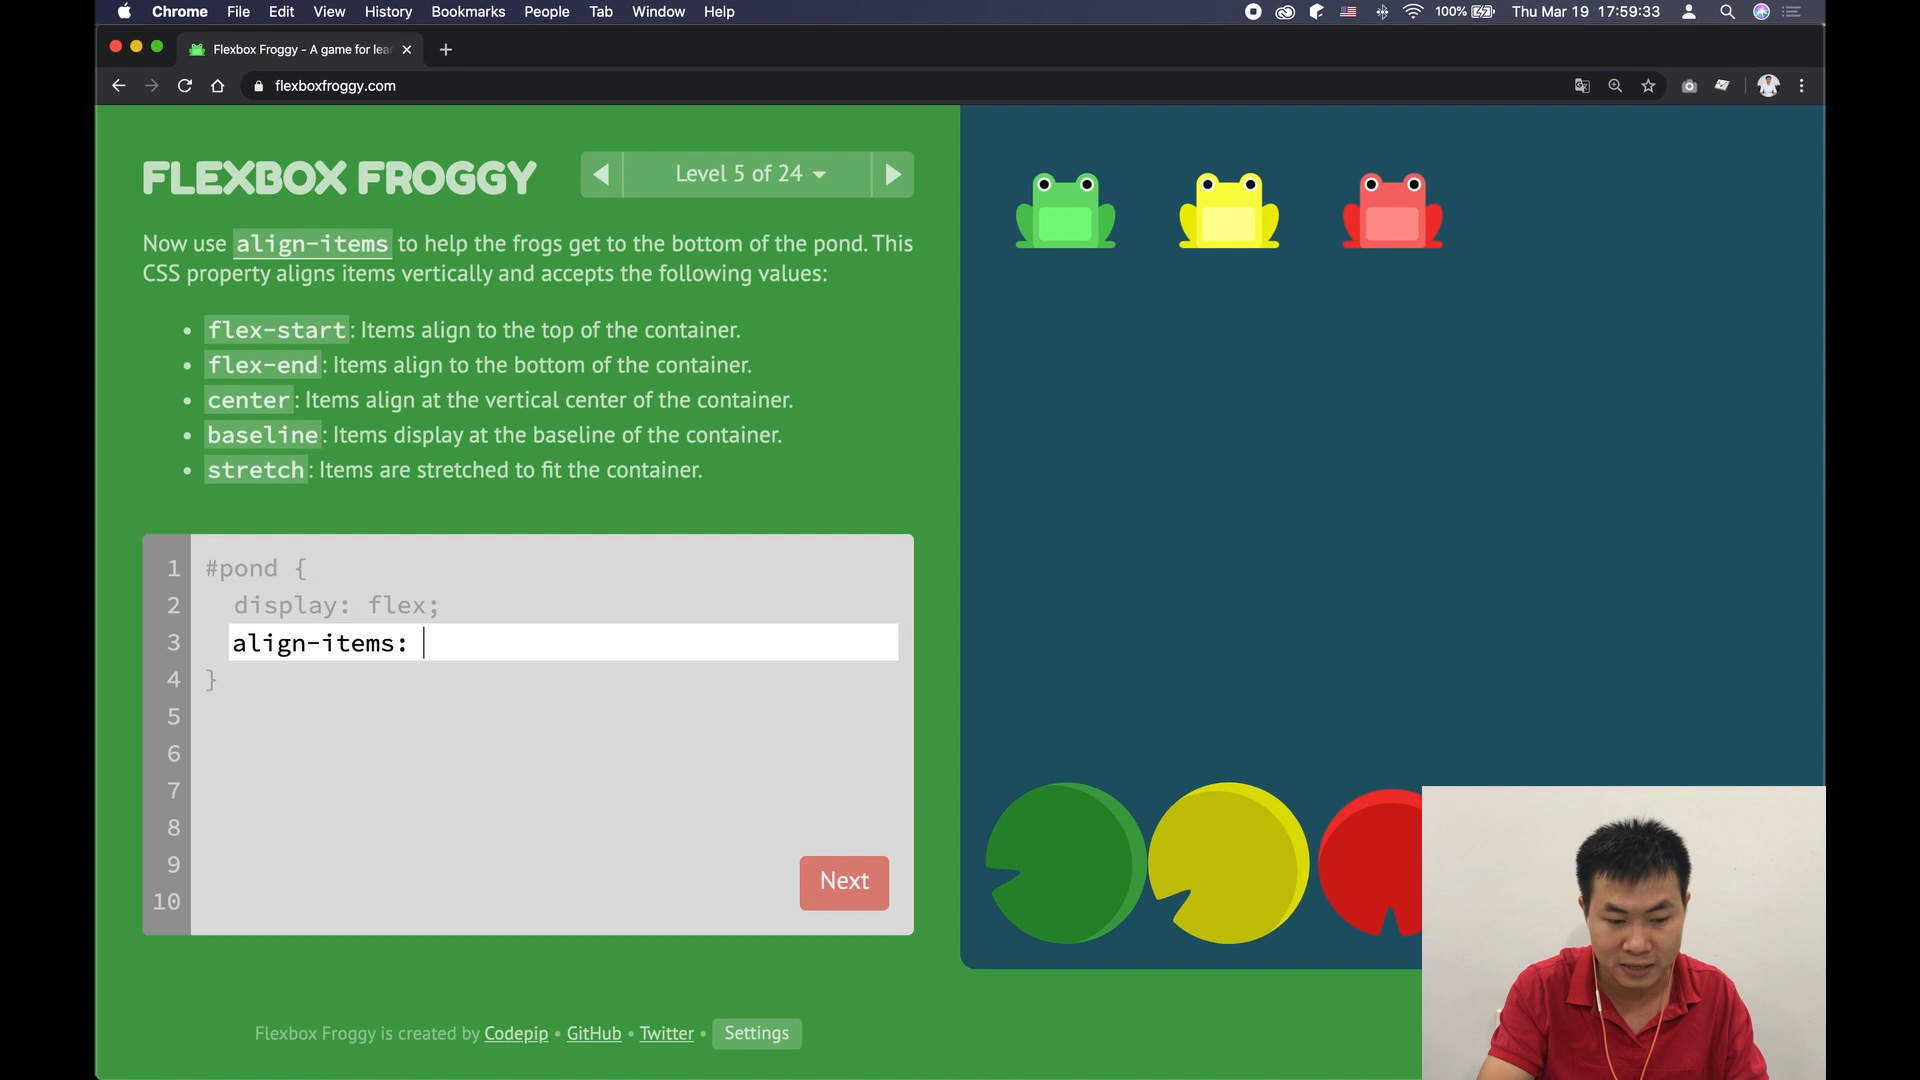 Chrome File Edit View History Bookmarks People Tab Window Help 100% Thu Mar 19 17:59:33
Flexbox Froggy - A game for lea
flexboxfroggy.com
FLEXBOX FROGGY
Level 5 of 24
Now use align-items to help the frogs get to the bottom of the pond. This
CSS property aligns items vertically and accepts the following values:
• flex-start: Items align to the top of the container.
• flex-end: Items align to the bottom of the container.
• center: Items align at the vertical center of the container.
• baseline: Items display at the baseline of the container.
• stretch: Items are stretched to fit the container.
1 #pond {
2 display: flex;
3 align-items:
4 }
5
6
7
8
9
10
Next
Flexbox Froggy is created by Codepip • GitHub • Twitter • Settings